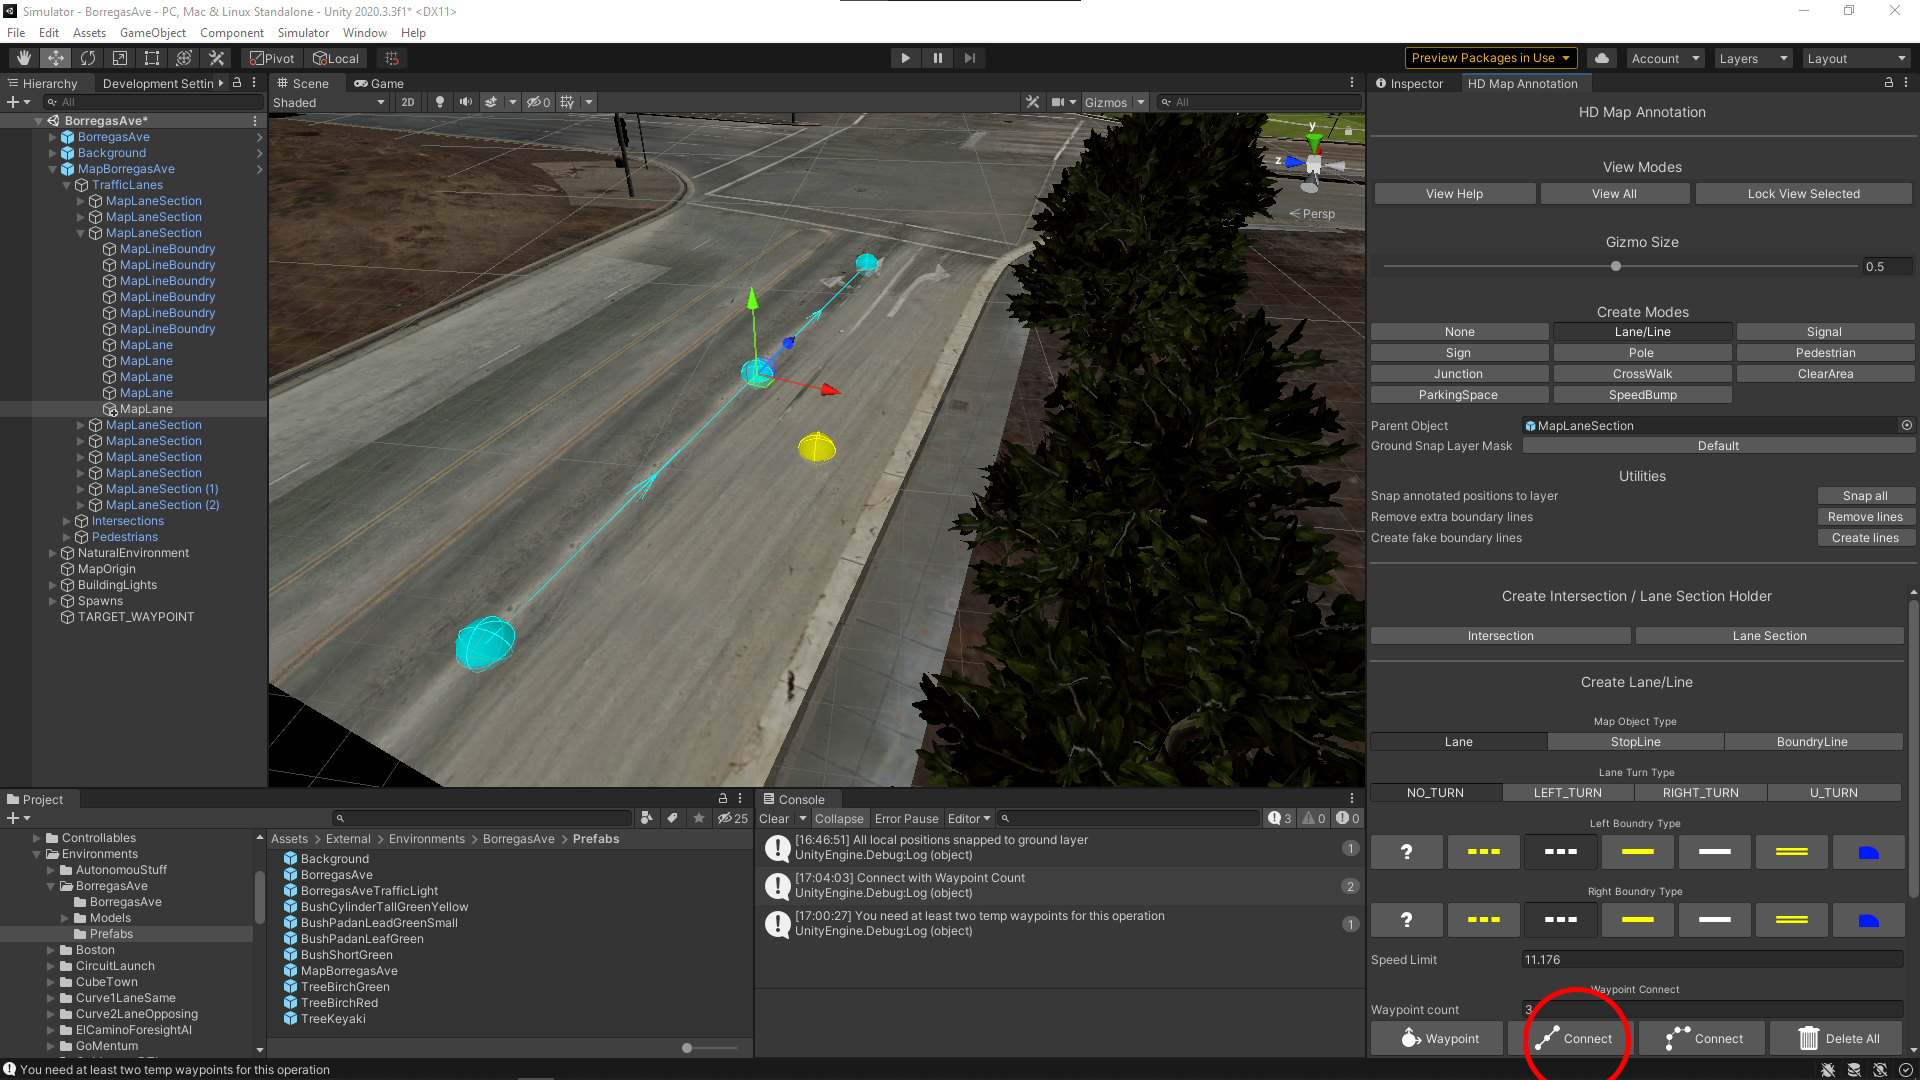 Simulator - BorregasAve - PC, Mac & Linux Standalone - Unity 2020.3.3f1* <DX11>
File Edit Assets GameObject Component Simulator Window Help
Pivot Local Preview Packages in Use Account Layers Layout
Hierarchy Development Settin
All
BorregasAve*
BorregasAve
Background
MapBorregasAve
TrafficLanes
MapLaneSection
MapLaneSection
MapLaneSection
MapLineBoundry
MapLineBoundry
MapLineBoundry
MapLineBoundry
MapLineBoundry
MapLineBoundry
MapLane
MapLane
MapLane
MapLane
MapLane
MapLaneSection
MapLaneSection
MapLaneSection
MapLaneSection
MapLaneSection (1)
MapLaneSection (2)
Intersections
Pedestrians
NaturalEnvironment
MapOrigin
BuildingLights
Spawns
TARGET_WAYPOINT
Scene Game
Shaded 2D 0 Gizmos All
y
z
Persp
Inspector HD Map Annotation
HD Map Annotation
View Modes
View Help View All Lock View Selected
Gizmo Size
0.5
Create Modes
None Lane/Line Signal
Sign Pole Pedestrian
Junction CrossWalk ClearArea
ParkingSpace SpeedBump
Parent Object MapLaneSection
Ground Snap Layer Mask Default
Utilities
Snap annotated positions to layer Snap all
Remove extra boundary lines Remove lines
Create fake boundary lines Create lines
Create Intersection / Lane Section Holder
Intersection Lane Section
Create Lane/Line
Map Object Type
Lane StopLine BoundryLine
Lane Turn Type
NO_TURN LEFT_TURN RIGHT_TURN U_TURN
Left Boundry Type
?
Right Boundry Type
?
Speed Limit 11.176
Waypoint Connect
Waypoint count 3
Waypoint Connect Connect Delete All
Project
25
Controllables
Environments
AutonomouStuff
BorregasAve
BorregasAve
Models
Prefabs
Boston
CircuitLaunch
CubeTown
Curve1LaneSame
Curve2LaneOpposing
ElCaminoForesightAI
GoMentum
Assets > External > Environments > BorregasAve > Prefabs
Background
BorregasAve
BorregasAveTrafficLight
BushCylinderTallGreenYellow
BushPadanLeadGreenSmall
BushPadanLeafGreen
BushShortGreen
MapBorregasAve
TreeBirchGreen
TreeBirchRed
TreeKeyaki
Console
Clear Collapse Error Pause Editor 3 0 0
[16:46:51] All local positions snapped to ground layer
UnityEngine.Debug:Log (object)
1
[17:04:03] Connect with Waypoint Count
UnityEngine.Debug:Log (object)
2
[17:00:27] You need at least two temp waypoints for this operation
UnityEngine.Debug:Log (object)
1
You need at least two temp waypoints for this operation